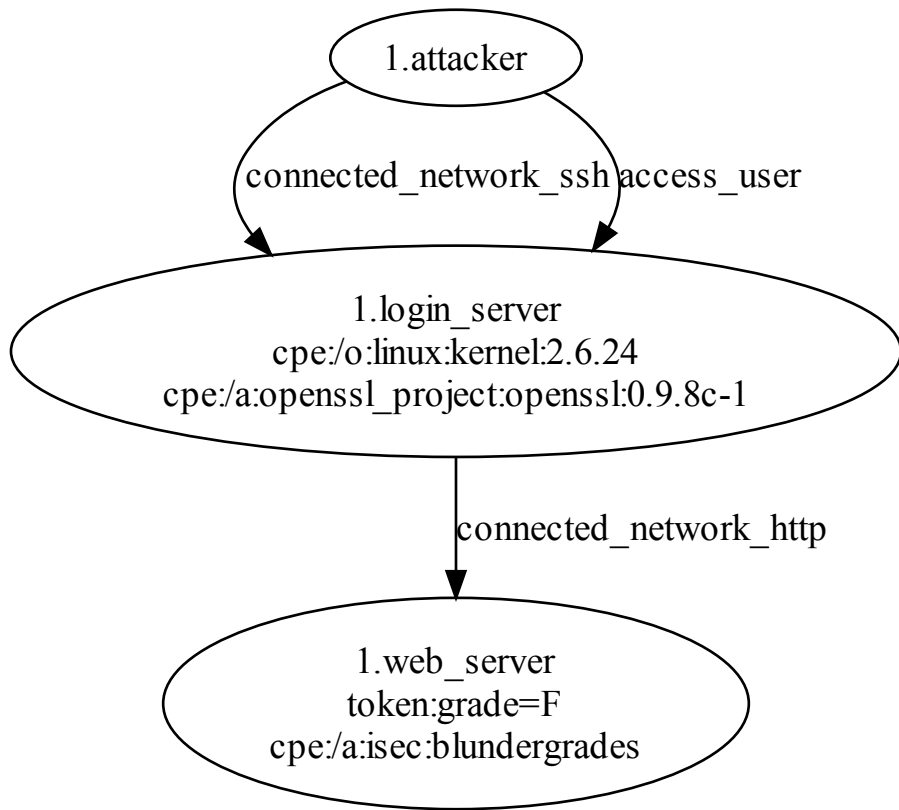 1.attacker
connected_network_ssh
access_user
1.login_server
cpe:/o:linux:kernel:2.6.24
cpe:/a:openssl_project:openssl:0.9.8c-1
connected_network_http
1.web_server
token:grade=F
cpe:/a:isec:blundergrades